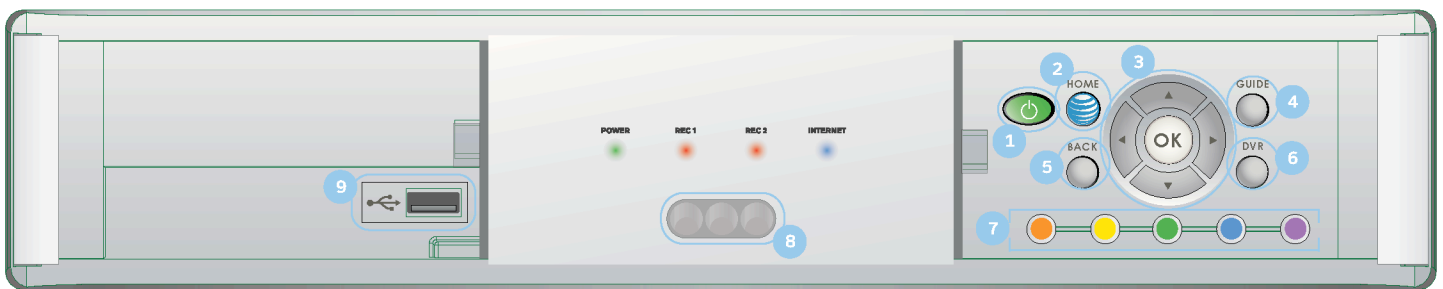 2
3
HOME
GUIDE
4
1
POWER
REC 1
REC 2
INTERNET
OK
BACK
5
DVR
6
9
7
8